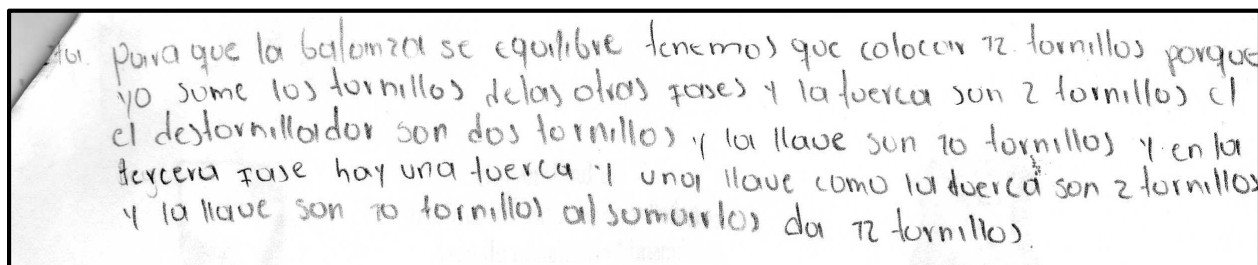 Para que la balamza se equilibre tenemos que colocar 12 tornillos porque
yo sume los tornillos delas otras fases y la tuerca son 2 tornillos el
el destornillador son dos tornillos y la llave son 10 tornillos y en la
tercera fase hay una tuerca y una llave como la tuerca son 2 tornillos
y la llave son 10 tornillos al sumarlos da 12 tornillos.